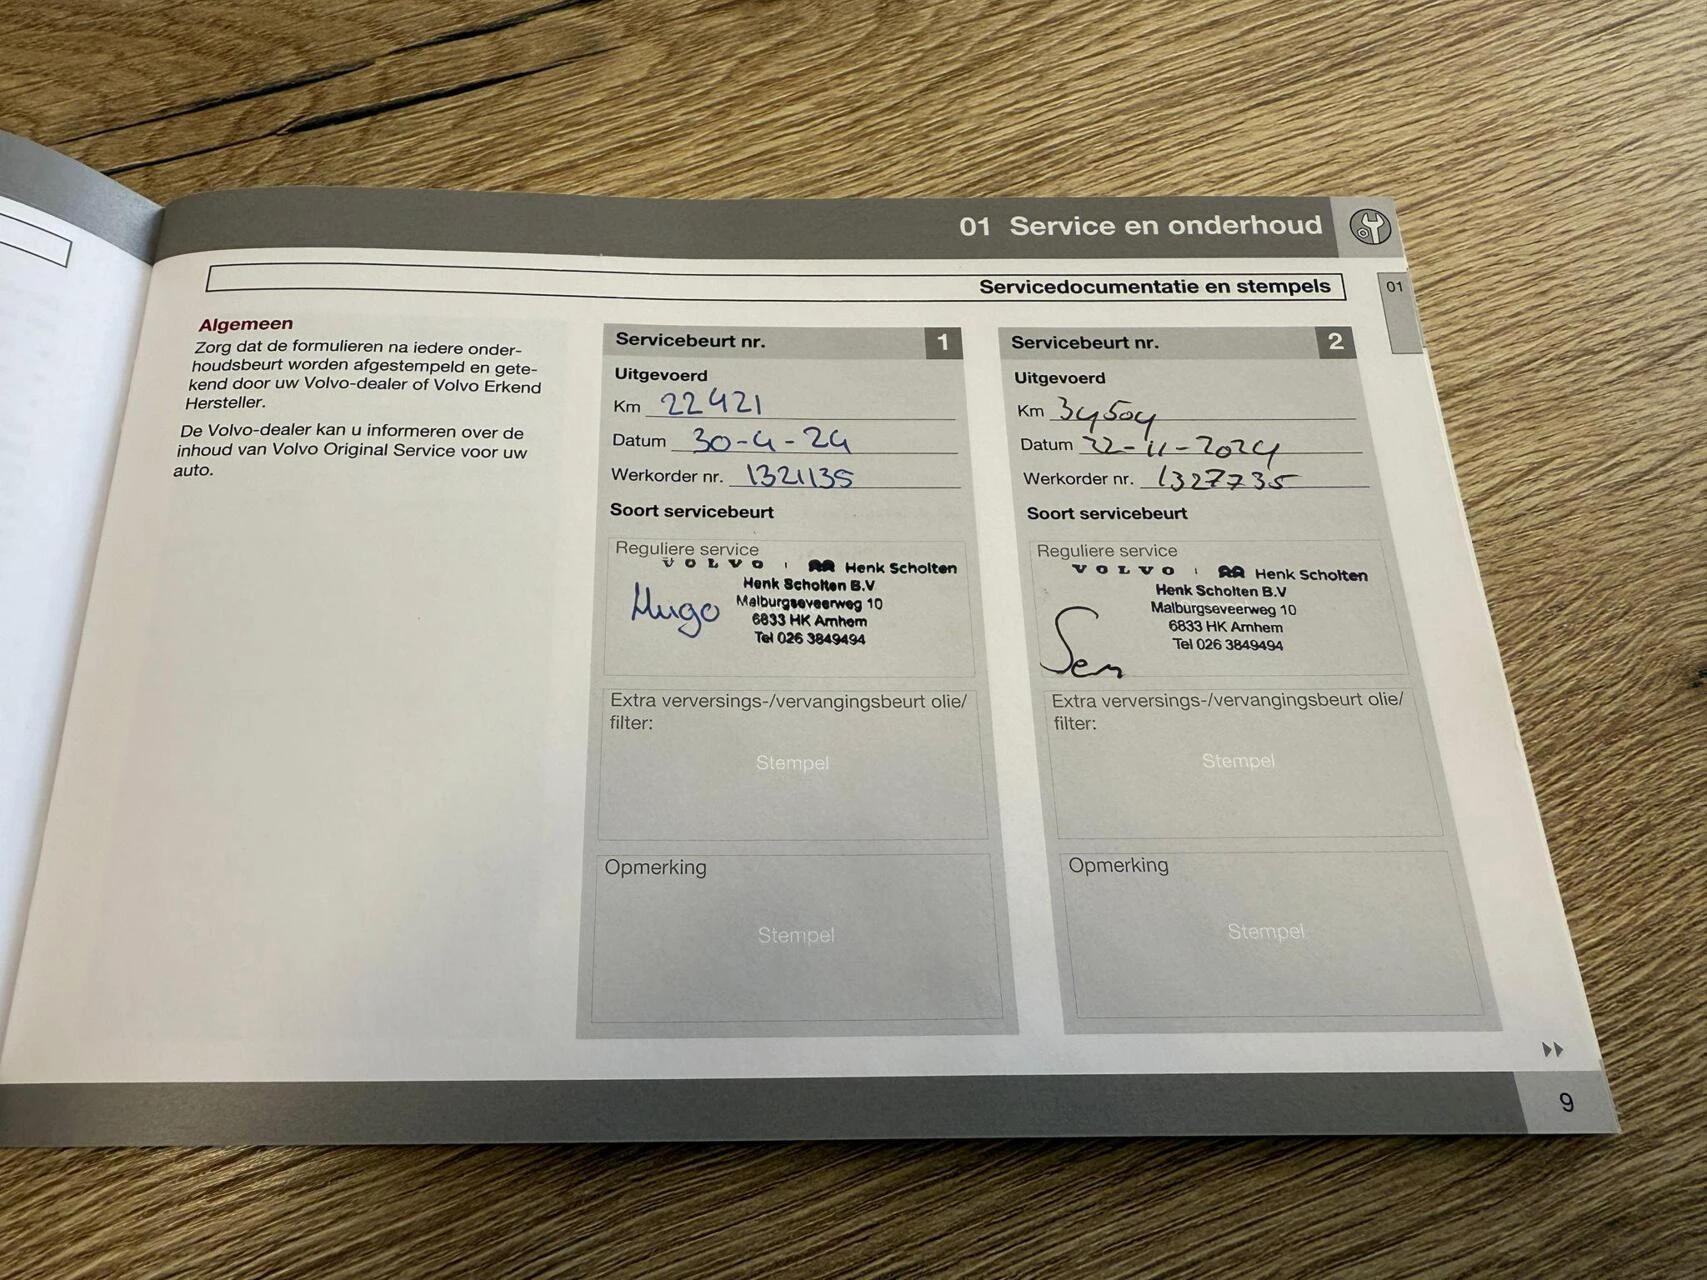 01 Service en onderhoud
Servicedocumentatie en stempels
01
Algemeen
Zorg dat de formulieren na iedere onder-
houdsbeurt worden afgestempeld en gete-
kend door uw Volvo-dealer of Volvo Erkend
Hersteller.
De Volvo-dealer kan u informeren over de
inhoud van Volvo Original Service voor uw
auto.
Servicebeurt nr. 1
Uitgevoerd
Km 22421
Datum 30-4-24
Werkorder nr. 1321135
Soort servicebeurt
Reguliere service
VOLVO Henk Scholten
Henk Scholten B.V
Malburgseveerweg 10
6833 HK Arnhem
Tel 026 3849494
Hugo
Extra verversings-/vervangingsbeurt olie/
filter:
Stempel
Opmerking
Stempel
Servicebeurt nr. 2
Uitgevoerd
Km 34504
Datum 22-11-2024
Werkorder nr. 1327735
Soort servicebeurt
Reguliere service
VOLVO Henk Scholten
Henk Scholten B.V
Malburgseveerweg 10
6833 HK Arnhem
Tel 026 3849494
Sem
Extra verversings-/vervangingsbeurt olie/
filter:
Stempel
Opmerking
Stempel
9